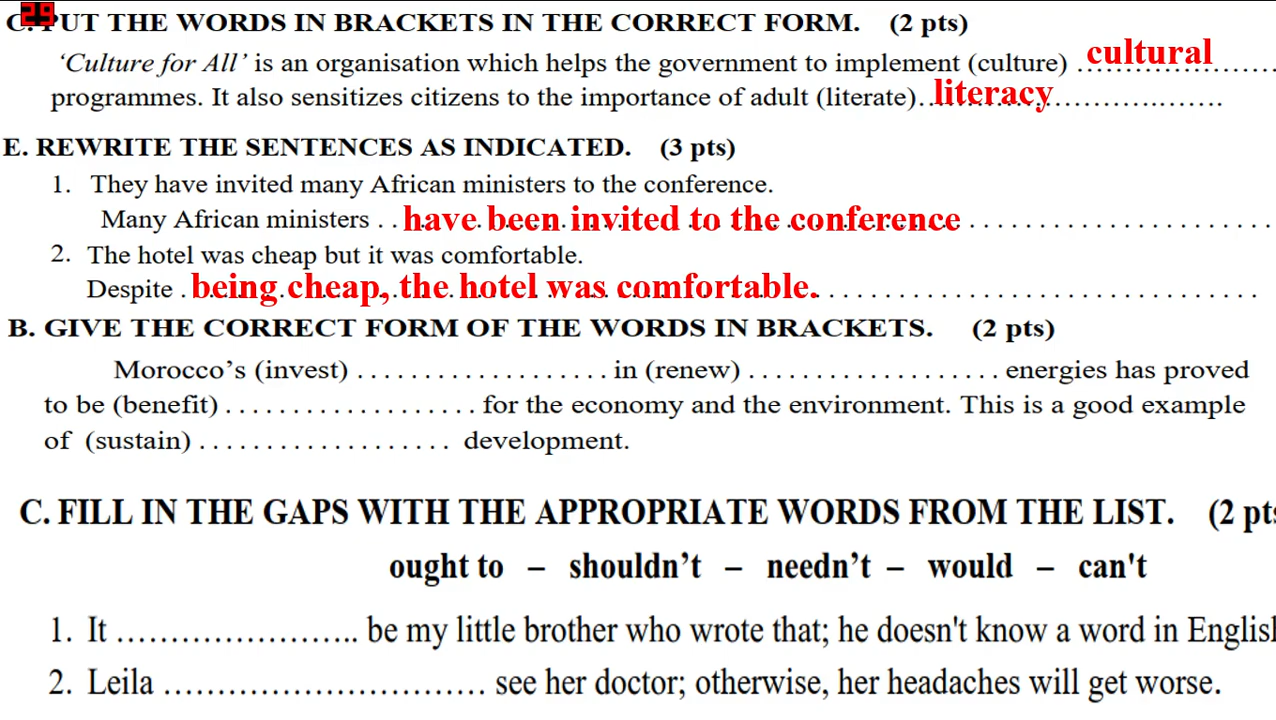 29
C. PUT THE WORDS IN BRACKETS IN THE CORRECT FORM. (2 pts)
‘Culture for All’ is an organisation which helps the government to implement (culture) cultural
programmes. It also sensitizes citizens to the importance of adult (literate). literacy
E. REWRITE THE SENTENCES AS INDICATED. (3 pts)
1. They have invited many African ministers to the conference.
Many African ministers . . have been invited to the conference . . . . . . . . . . . . . . . . . . . . . . .
2. The hotel was cheap but it was comfortable.
Despite . being cheap, the hotel was comfortable. . . . . . . . . . . . . . . . . . . . . . . . . . . . . . . . .
B. GIVE THE CORRECT FORM OF THE WORDS IN BRACKETS. (2 pts)
Morocco’s (invest) . . . . . . . . . . . . . . . . . . . in (renew) . . . . . . . . . . . . . . . . . . . energies has proved
to be (benefit) . . . . . . . . . . . . . . . . . . . for the economy and the environment. This is a good example
of (sustain) . . . . . . . . . . . . . . . . . . . development.
C. FILL IN THE GAPS WITH THE APPROPRIATE WORDS FROM THE LIST. (2 pts
ought to – shouldn’t – needn’t – would – can't
1. It ………………….. be my little brother who wrote that; he doesn't know a word in English
2. Leila ………………………… see her doctor; otherwise, her headaches will get worse.